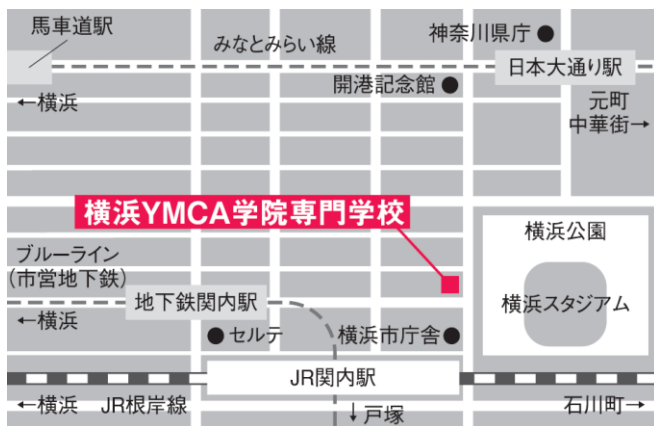 馬車道駅
みなとみらい線
神奈川県庁●
日本大通り駅
開港記念館●
←横浜
元町
中華街→
横浜YMCA学院専門学校
横浜公園
ブルーライン
(市営地下鉄)
地下鉄関内駅
横浜スタジアム
←横浜
●セルテ
横浜市庁舎●
JR関内駅
←横浜
JR根岸線
↓戸塚
石川町→